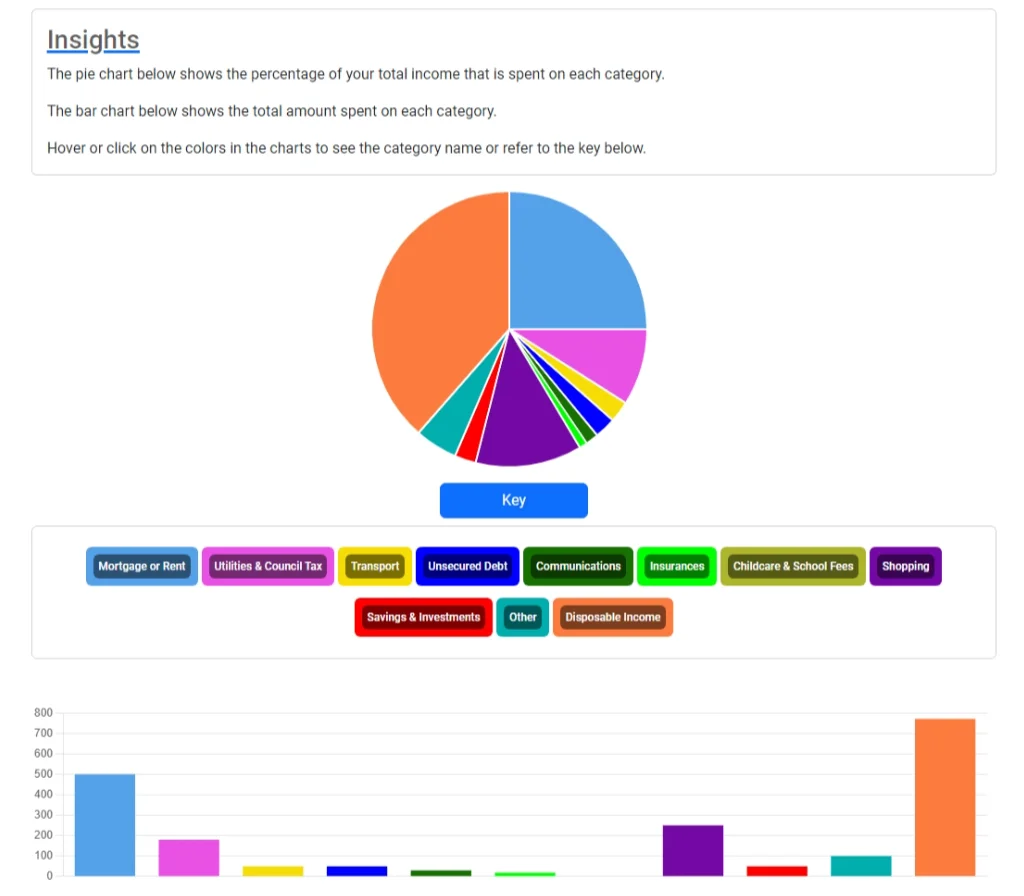 Insights
The pie chart below shows the percentage of your total income that is spent on each category.
The bar chart below shows the total amount spent on each category.
Hover or click on the colors in the charts to see the category name or refer to the key below.
Key
Mortgage or Rent Utilities & Council Tax Transport Unsecured Debt Communications Insurances Childcare & School Fees Shopping
Savings & Investments Other Disposable Income
800
700
600
500
400
300
200
100
0